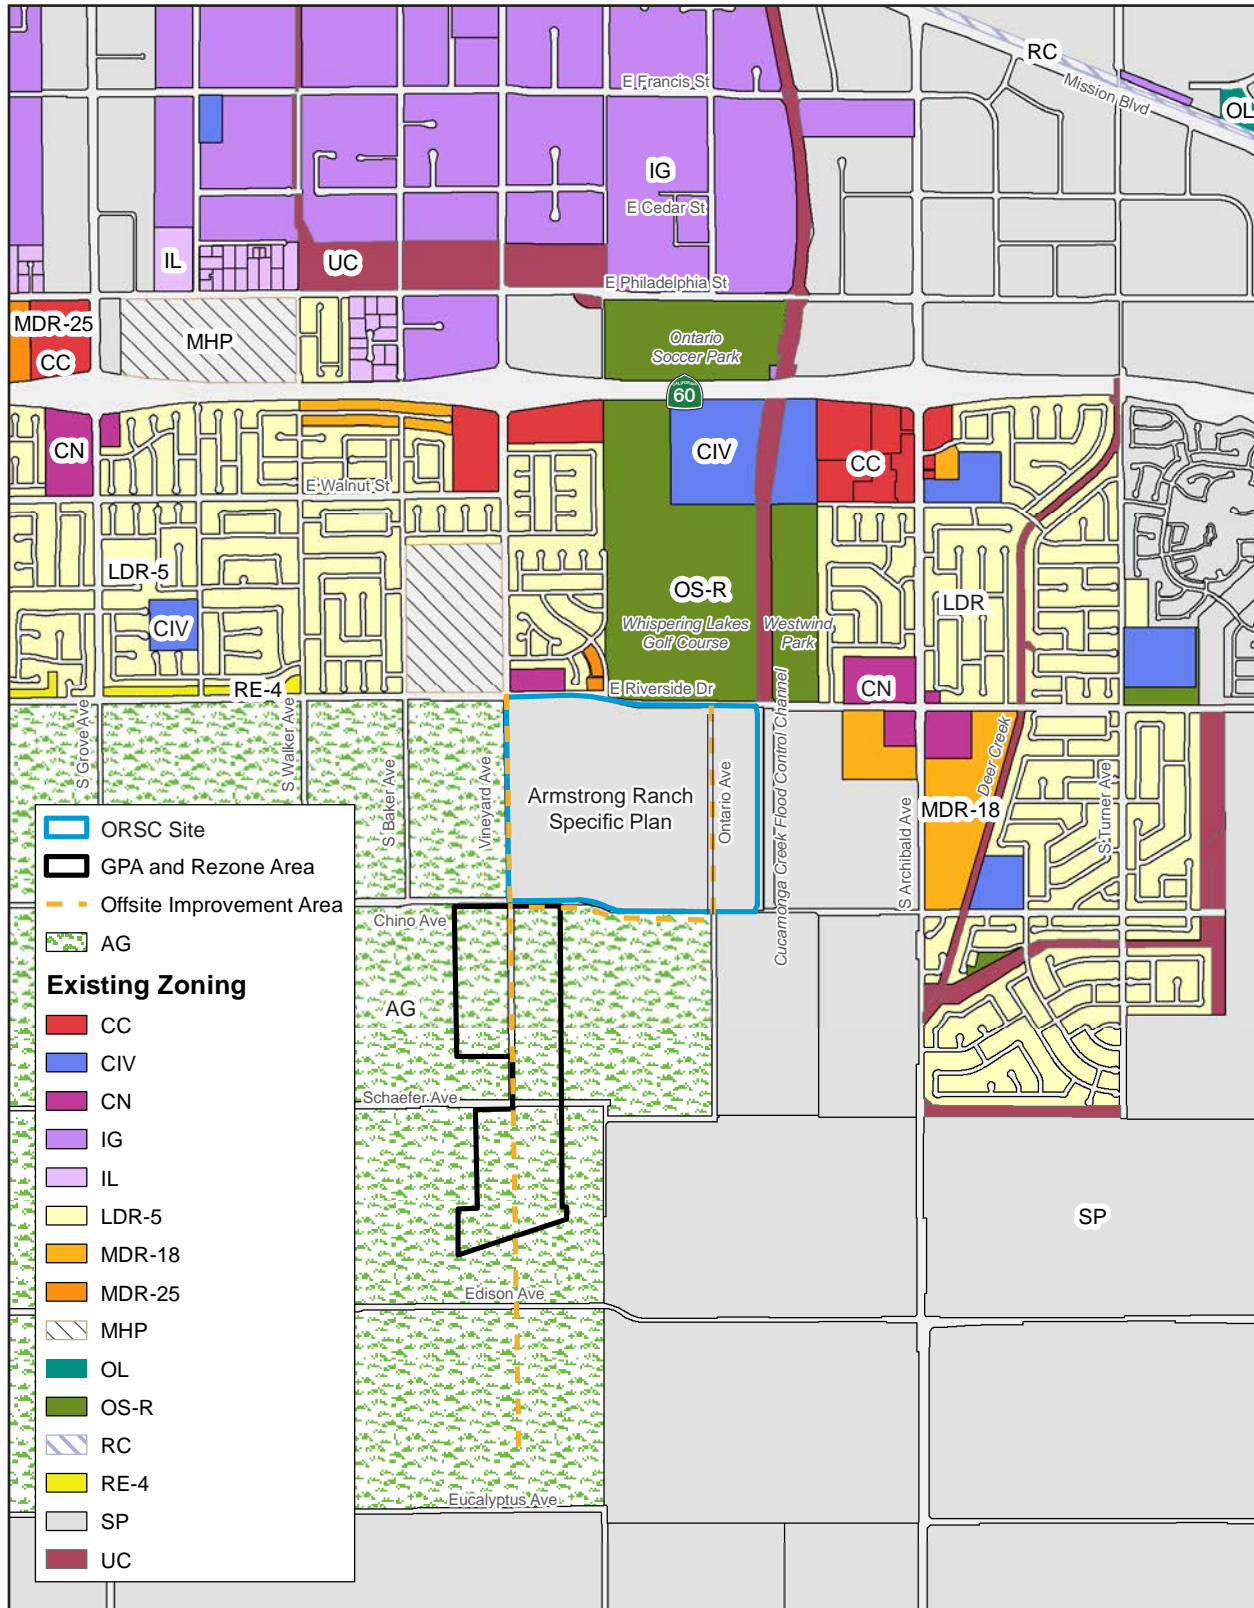 RC
Mission Blvd
OL
E Francis St
IG
E Cedar St
IL
UC
E Philadelphia St
MDR-25
CC
MHP
Ontario
Soccer Park
CALIFORNIA
60
CN
CIV
CC
E Walnut St
LDR-5
CIV
OS-R
LDR
Whispering Lakes
Golf Course
Westwind
Park
RE-4
E Riverside Dr
CN
S Grove Ave
S Walker Ave
S Baker Ave
Vineyard Ave
Armstrong Ranch
Specific Plan
Ontario Ave
Cucamonga Creek Flood Control Channel
S Archibald Ave
MDR-18
Deer Creek
S Turner Ave
Chino Ave
AG
Schaefer Ave
SP
Edison Ave
Eucalyptus Ave
ORSC Site
GPA and Rezone Area
Offsite Improvement Area
AG
Existing Zoning
CC
CIV
CN
IG
IL
LDR-5
MDR-18
MDR-25
MHP
OL
OS-R
RC
RE-4
SP
UC